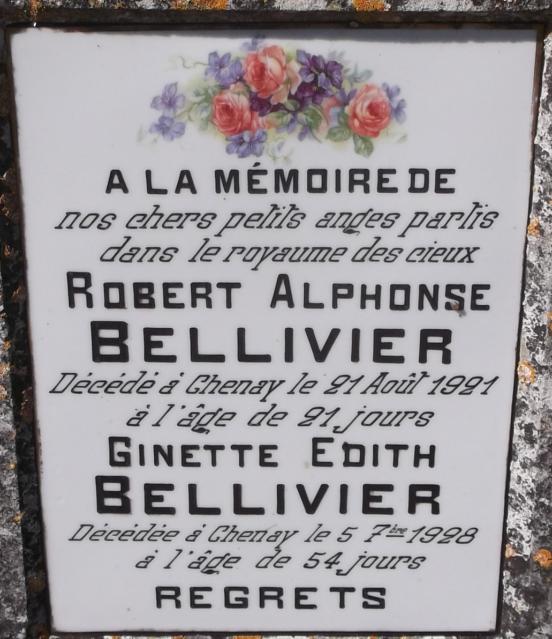 A LA MÉMOIRE DE
nos chers petits anges partis
dans le royaume des cieux
ROBERT ALPHONSE
BELLIVIER
Décédé à Chenay le 21 Août 1921
à l'âge de 21 jours
GINETTE EDITH
BELLIVIER
Décédée à Chenay le 5 7ᵇʳᵉ 1928
à l'âge de 54 jours
REGRETS